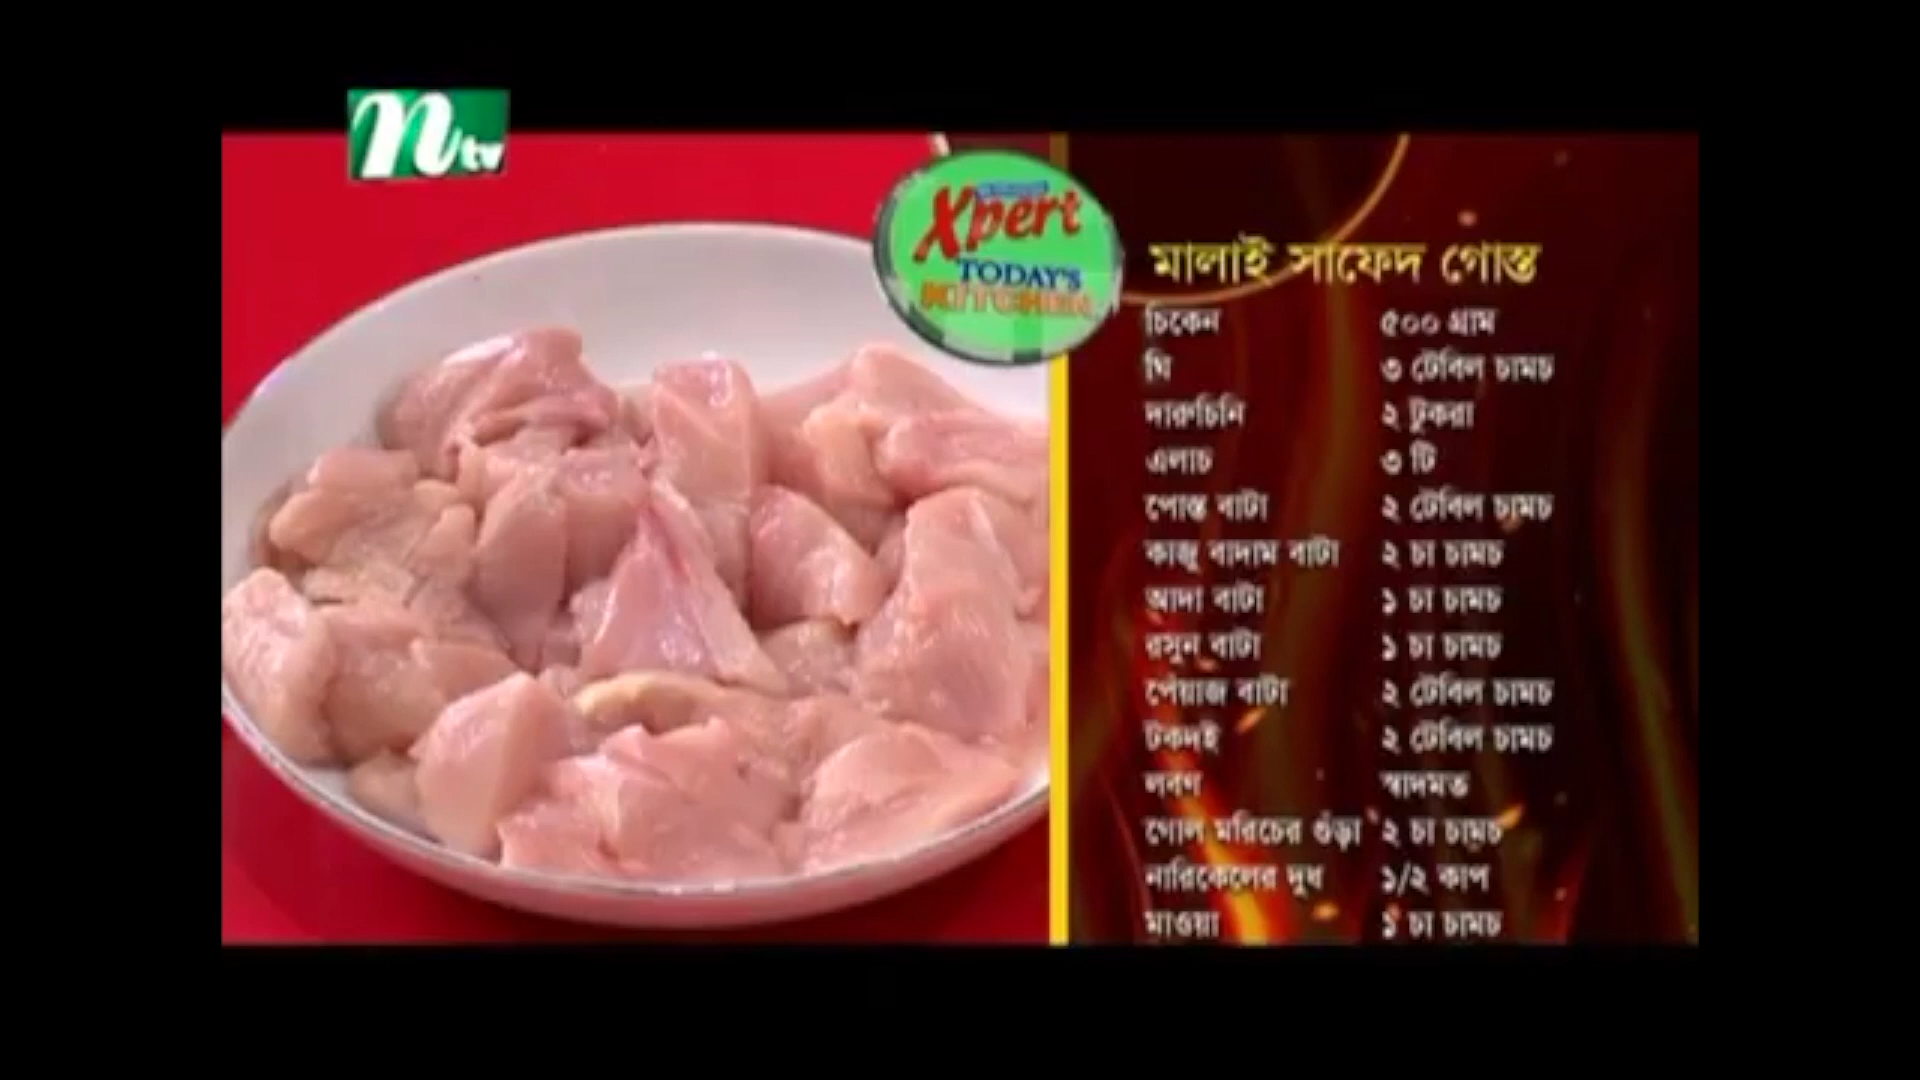 Ntv
Xpert
TODAY'S
KITCHEN
মালাই সাফেদ গোস্ত
চিকেন ৫০০ গ্রাম
ঘি ৩ টেবিল চামচ
দারুচিনি ২ টুকরা
এলাচ ৩ টি
পোস্ত বাটা ২ টেবিল চামচ
কাজু বাদাম বাটা ২ চা চামচ
আদা বাটা ১ চা চামচ
রসুন বাটা ১ চা চামচ
পেঁয়াজ বাটা ২ টেবিল চামচ
টকদই ২ টেবিল চামচ
লবণ স্বাদমত
গোল মরিচের গুঁড়া ২ চা চামচ
নারিকেলের দুধ ১/২ কাপ
মাওয়া ১ চা চামচ